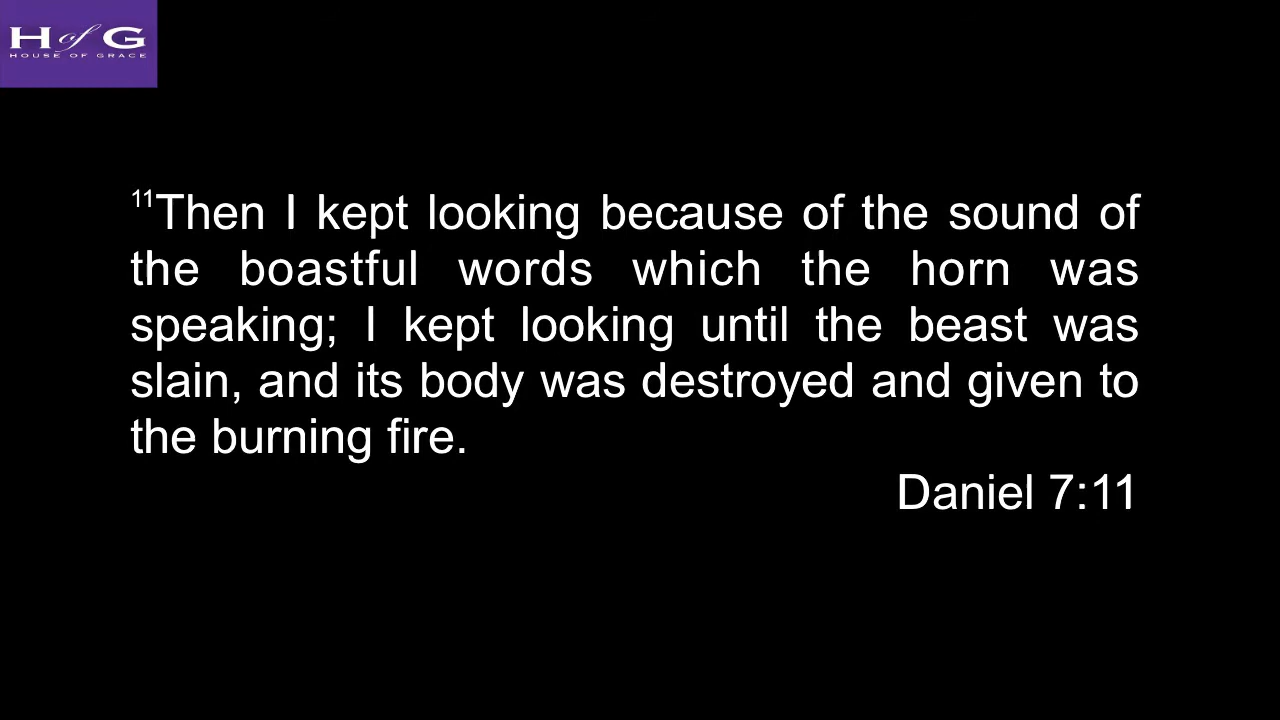 H of G
HOUSE OF GRACE
11Then I kept looking because of the sound of
the boastful words which the horn was
speaking; I kept looking until the beast was
slain, and its body was destroyed and given to
the burning fire.
Daniel 7:11